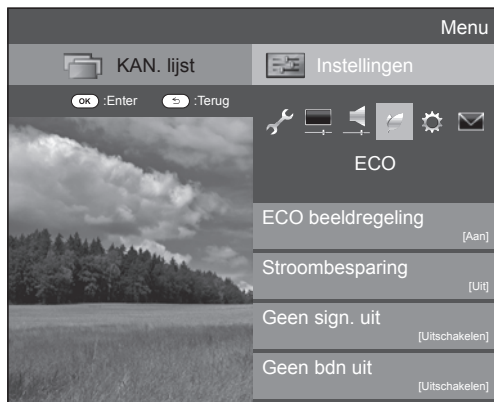 Menu
KAN. lijst
Instellingen
OK :Enter :Terug
ECO
ECO beeldregeling
[Aan]
Stroombesparing
[Uit]
Geen sign. uit
[Uitschakelen]
Geen bdn uit
[Uitschakelen]